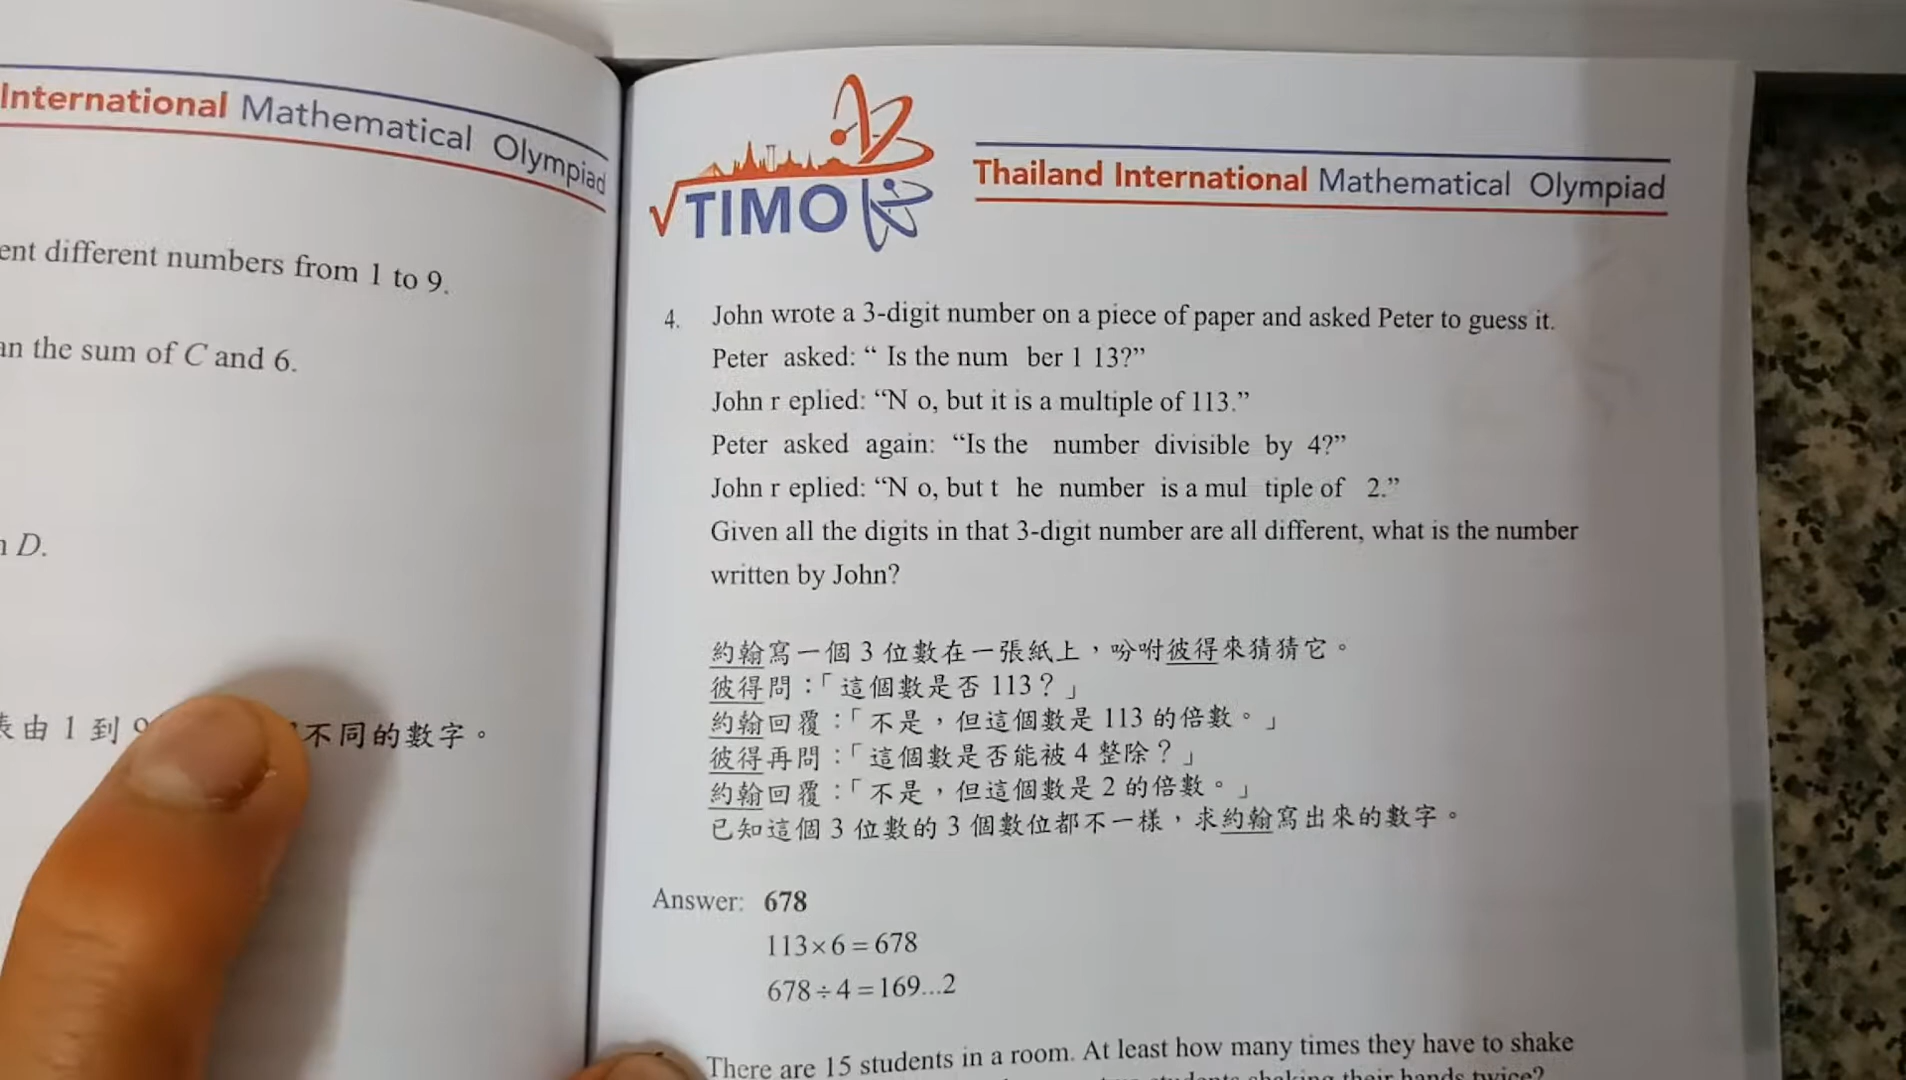 International Mathematical Olympiad
ent different numbers from 1 to 9.
an the sum of C and 6.
n D.
表由 1 到 9 不同的數字。
√TIMO
Thailand International Mathematical Olympiad
4. John wrote a 3-digit number on a piece of paper and asked Peter to guess it.
Peter asked: “ Is the num ber 1 13?”
John r eplied: “N o, but it is a multiple of 113.”
Peter asked again: “Is the number divisible by 4?”
John r eplied: “N o, but t he number is a mul tiple of 2.”
Given all the digits in that 3-digit number are all different, what is the number
written by John?
約翰寫一個 3 位數在一張紙上，吩咐彼得來猜猜它。
彼得問：「這個數是否 113？」
約翰回覆：「不是，但這個數是 113 的倍數。」
彼得再問：「這個數是否能被 4 整除？」
約翰回覆：「不是，但這個數是 2 的倍數。」
已知這個 3 位數的 3 個數位都不一樣，求約翰寫出來的數字。
Answer: 678
113×6=678
678÷4=169...2
There are 15 students in a room. At least how many times they have to shake
students shaking their hands twice?